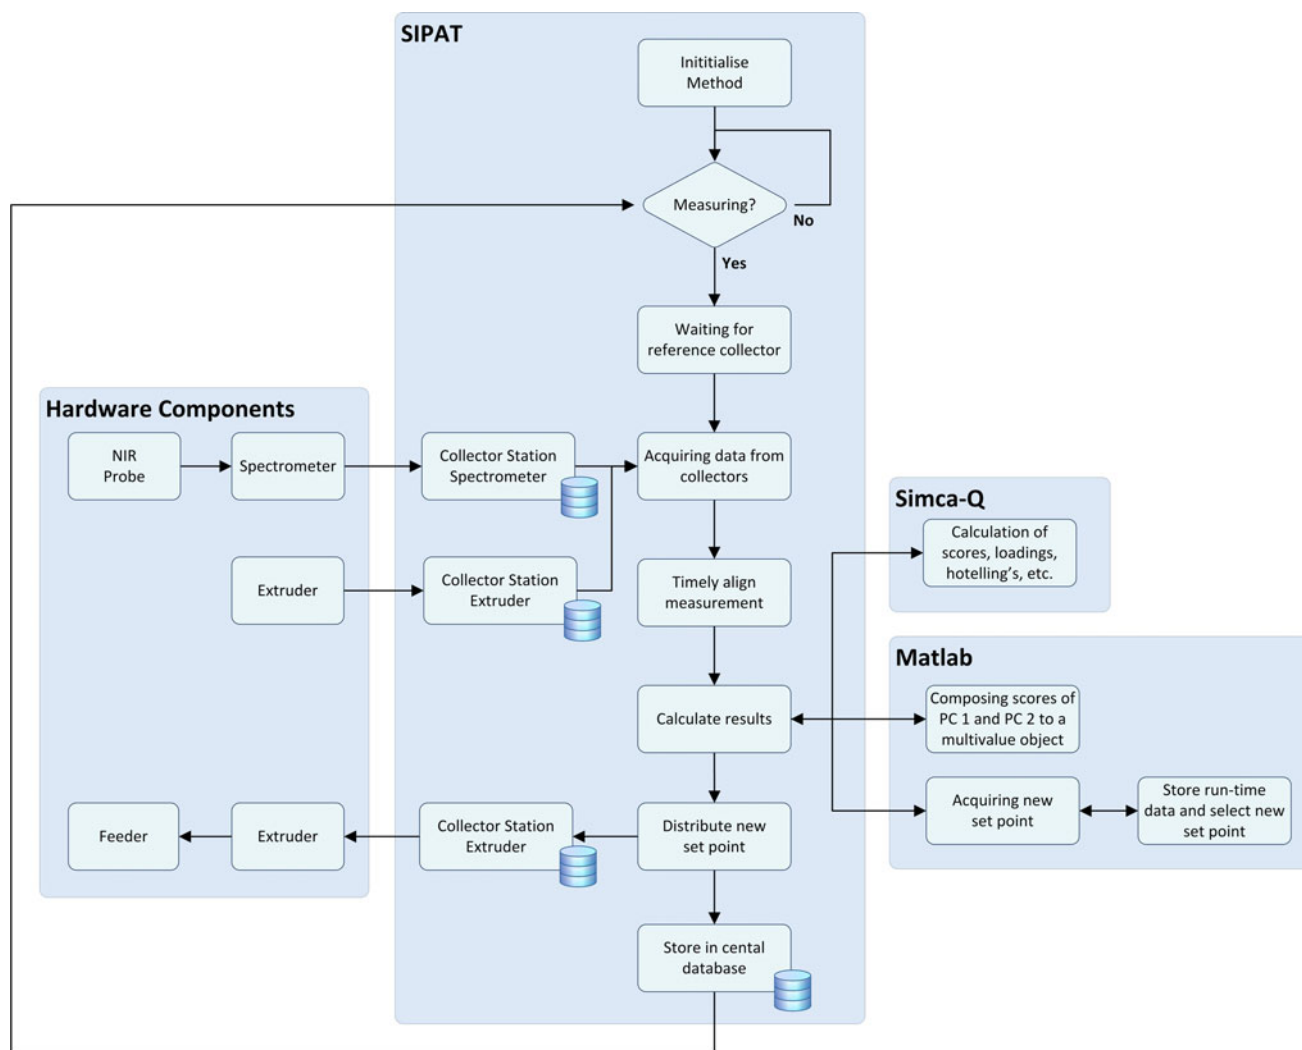 SIPAT
Inititialise
Method
Measuring?
No
Yes
Waiting for
reference collector
Hardware Components
NIR
Probe
Spectrometer
Collector Station
Spectrometer
Acquiring data from
collectors
Simca-Q
Calculation of
scores, loadings,
hotelling's, etc.
Extruder
Collector Station
Extruder
Timely align
measurement
Matlab
Calculate results
Composing scores of
PC 1 and PC 2 to a
multivalue object
Feeder
Extruder
Collector Station
Extruder
Distribute new
set point
Acquiring new
set point
Store run-time
data and select new
set point
Store in cental
database